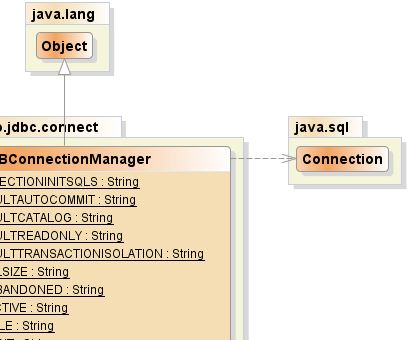 java.lang
Object
.jdbc.connect
java.sql
BConnectionManager
Connection
ECTIONINITSQLS : String
ULTAUTOCOMMIT : String
ULTCATALOG : String
ULTREADONLY : String
ULTTRANSACTIONISOLATION : String
LSIZE : String
BANDONED : String
CTIVE : String
LE : String